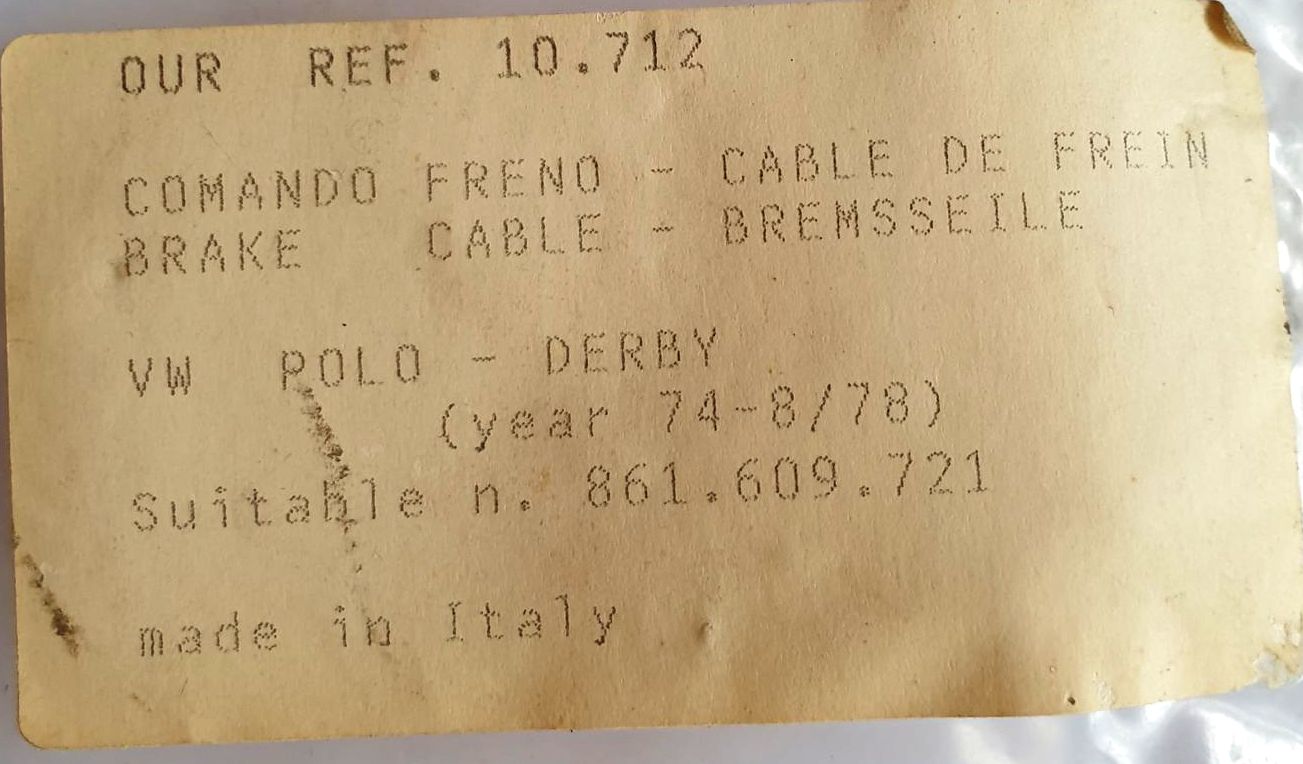 OUR REF. 10.712
COMANDO FRENO - CABLE DE FREIN
BRAKE CABLE - BREMSSEILE
VW POLO - DERBY
(year 74-8/78)
Suitable n. 861.609.721
made in Italy